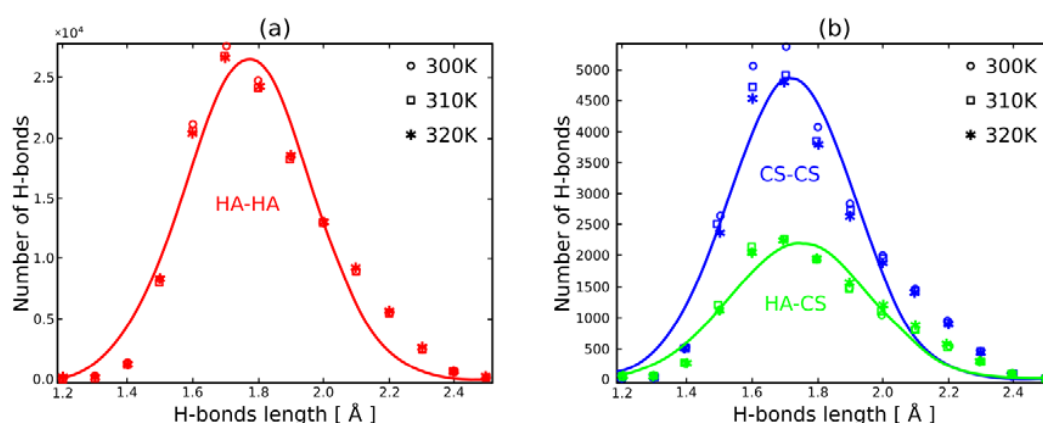 (a)
×10⁴
2.5
2.0
1.5
1.0
0.5
0.0
Number of H-bonds
300K
310K
320K
HA-HA
1.2 1.4 1.6 1.8 2.0 2.2 2.4
H-bonds length [ Å ]
(b)
5000
4500
4000
3500
3000
2500
2000
1500
1000
500
0
Number of H-bonds
300K
310K
320K
CS-CS
HA-CS
1.2 1.4 1.6 1.8 2.0 2.2 2.4
H-bonds length [ Å ]